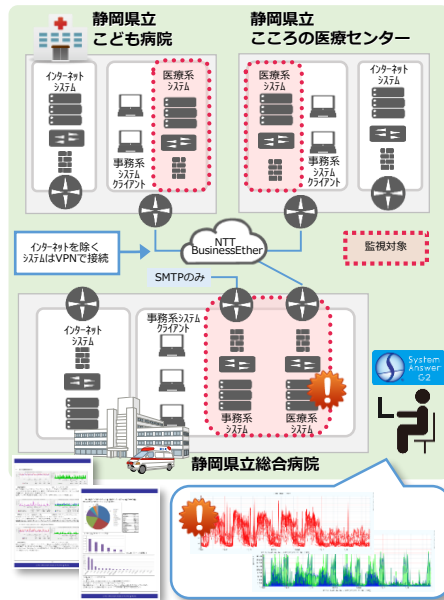 静岡県立
こども病院
静岡県立
こころの医療センター
インターネット
システム
医療系
システム
事務系
システム
クライアント
医療系
システム
事務系
システム
クライアント
インターネット
システム
インターネットを除く
システムはVPNで接続
NTT
BusinessEther
監視対象
SMTPのみ
インターネット
システム
事務系システム
クライアント
事務系
システム
医療系
システム
System
Answer
G2
静岡県立総合病院